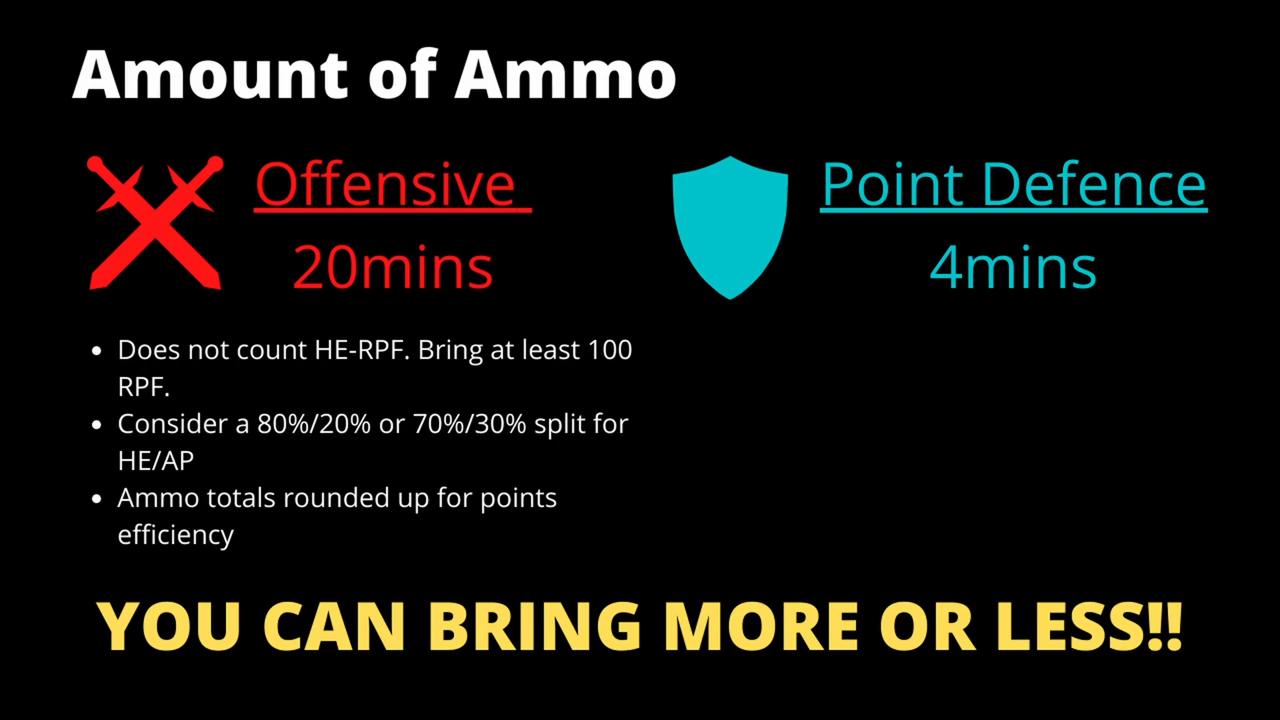 Amount of Ammo
Offensive
20mins
Point Defence
4mins
• Does not count HE-RPF. Bring at least 100
RPF.
• Consider a 80%/20% or 70%/30% split for
HE/AP
• Ammo totals rounded up for points
efficiency
YOU CAN BRING MORE OR LESS!!